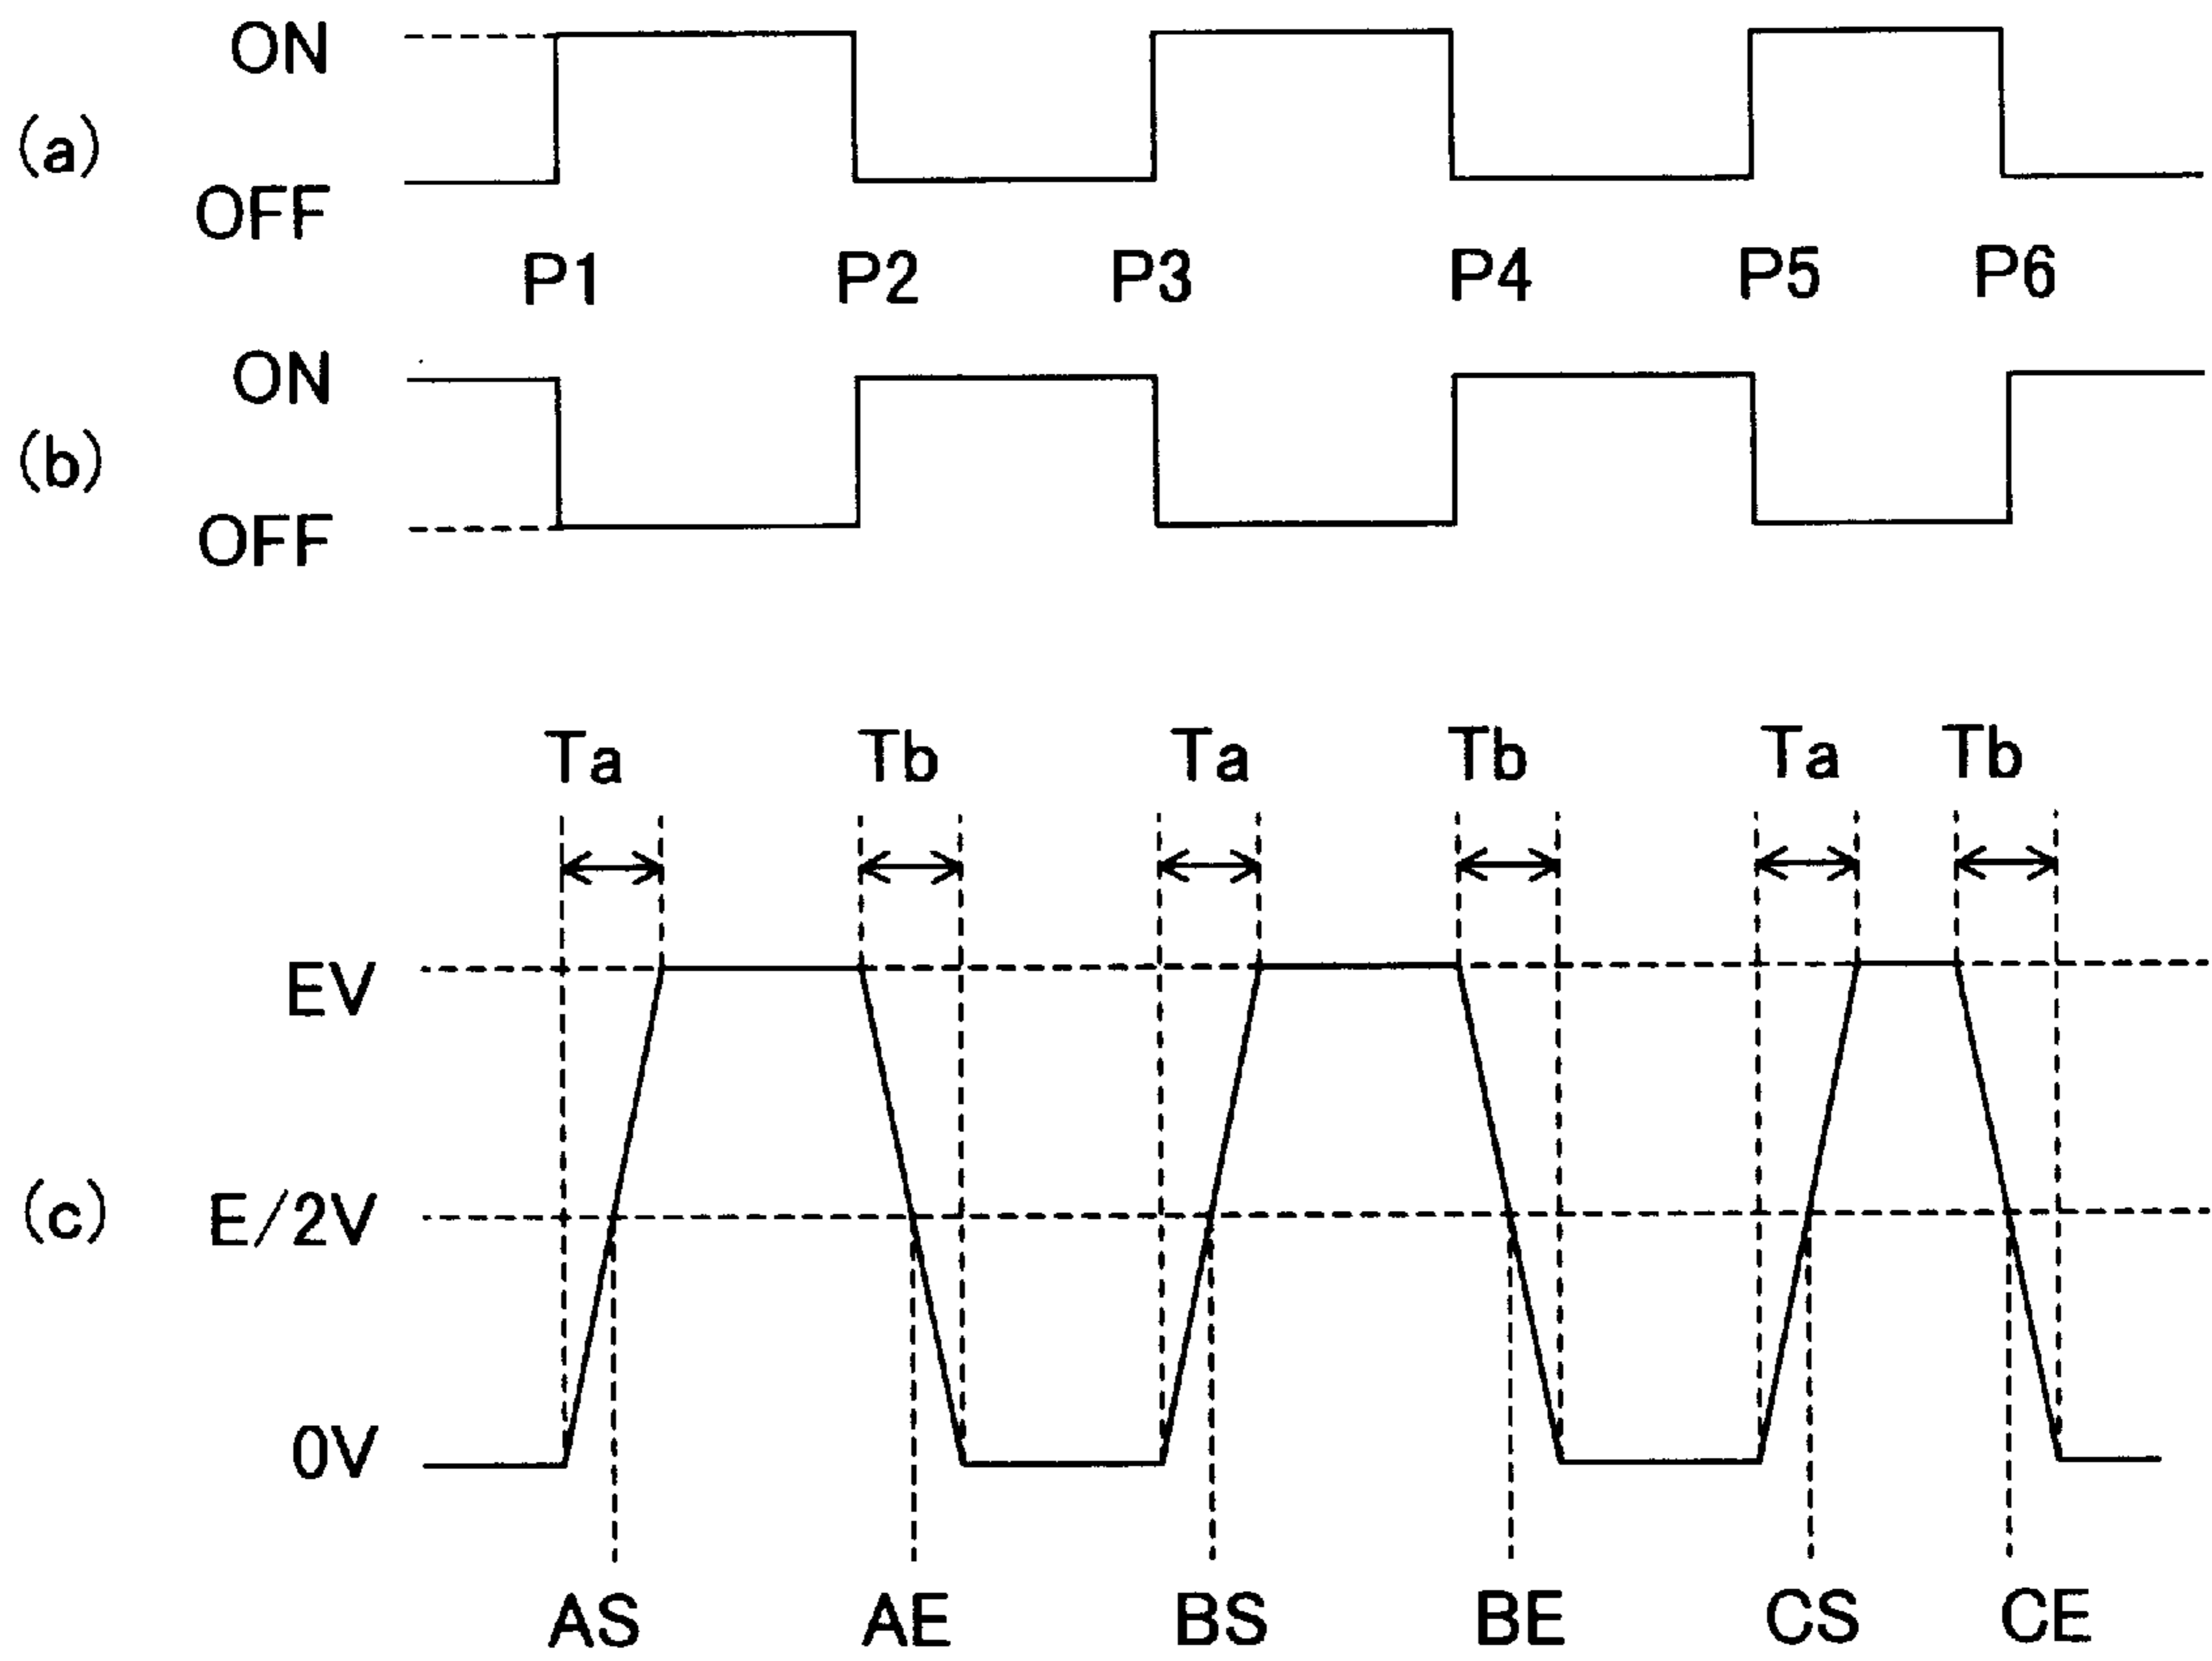 ON
(a)
OFF
P1 P2 P3 P4 P5 P6
ON
(b)
OFF
Ta Tb Ta Tb Ta Tb
EV
(c) E/2V
0V
AS AE BS BE CS CE